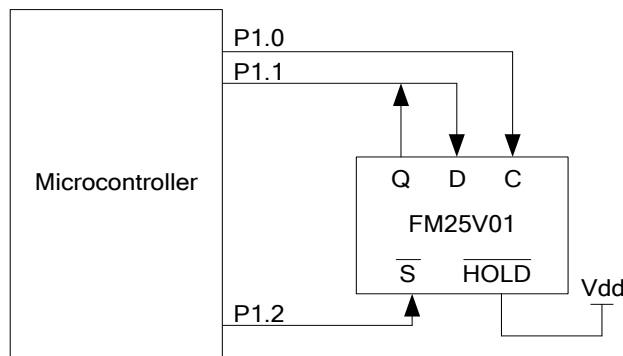 P1.0
P1.1
Microcontroller
Q D C
FM25V01
S HOLD
Vdd
P1.2